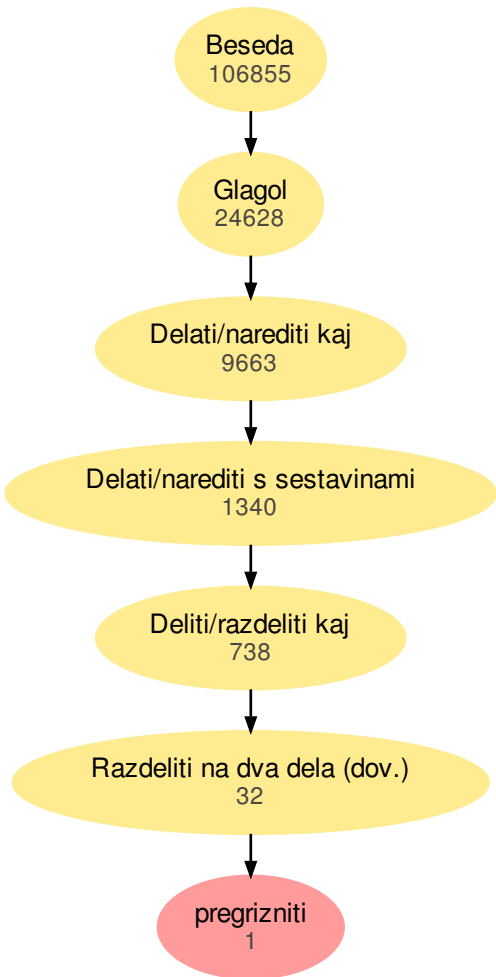 Beseda
106855
Glagol
24628
Delati/narediti kaj
9663
Delati/narediti s sestavinami
1340
Deliti/razdeliti kaj
738
Razdeliti na dva dela (dov.)
32
pregrizniti
1